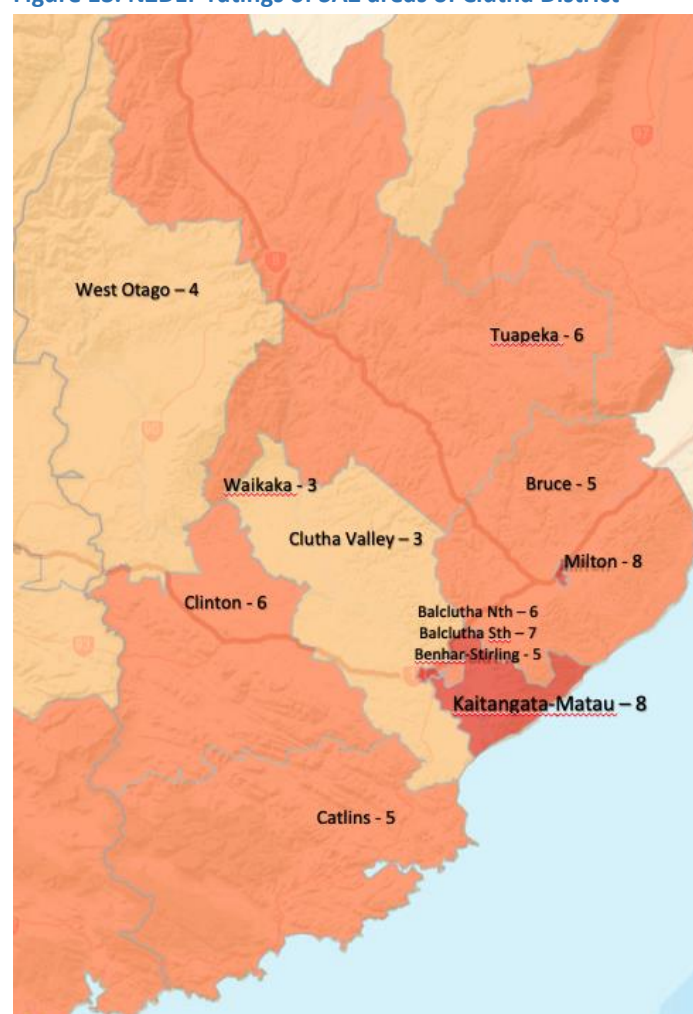 West Otago – 4
Tuapeka - 6
Waikaka - 3
Bruce - 5
Clutha Valley – 3
Milton - 8
Clinton - 6
Balclutha Nth – 6
Balclutha Sth – 7
Benhar-Stirling - 5
Kaitangata-Matau – 8
Catlins - 5